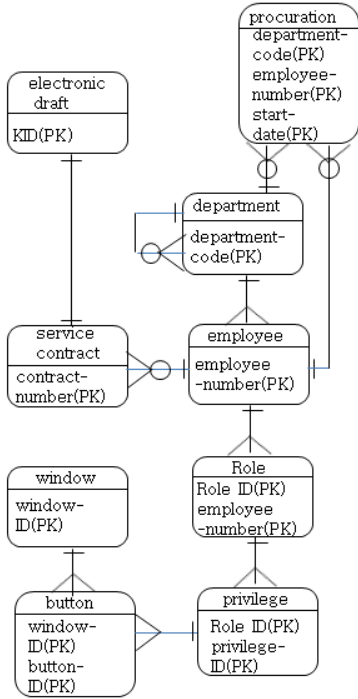 procuration
department-
code(PK)
employee-
number(PK)
start-
date(PK)
electronic
draft
KID(PK)
department
department-
code(PK)
service
contract
contract-
number(PK)
employee
employee
-number(PK)
window
window-
ID(PK)
Role
Role ID(PK)
employee
-number(PK)
button
window-
ID(PK)
button-
ID(PK)
privilege
Role ID(PK)
privilege-
ID(PK)